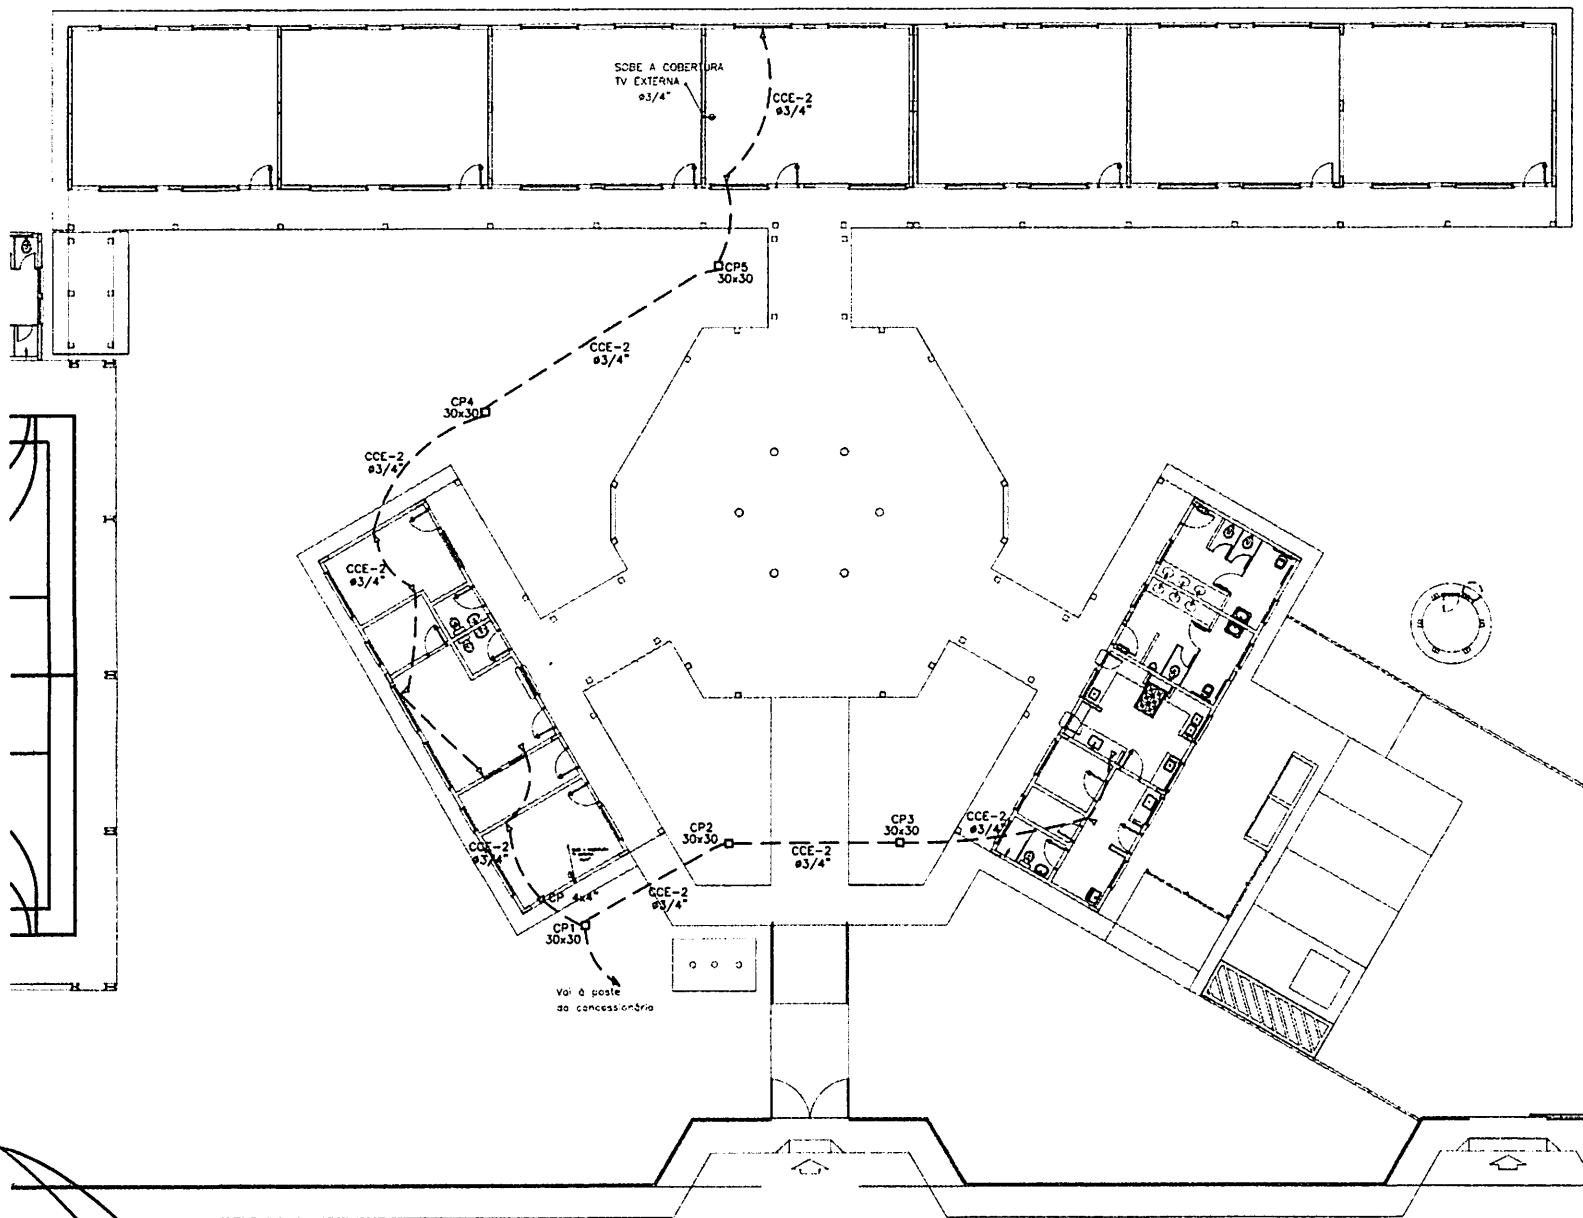 SOBE A COBERTURA
TV EXTERNA
ø3/4"
CCE-2
ø3/4"
CP5
30x30
CCE-2
ø3/4"
CP4
30x30
CCE-2
ø3/4"
CCE-2
ø3/4"
CP2
30x30
CP3
30x30
CCE-2
ø3/4"
CCE-2
ø3/4"
CCE-2
ø3/4"
CCE-2
ø3/4"
CP 4x4"
CP1
30x30
Vai à poste
da concessionária